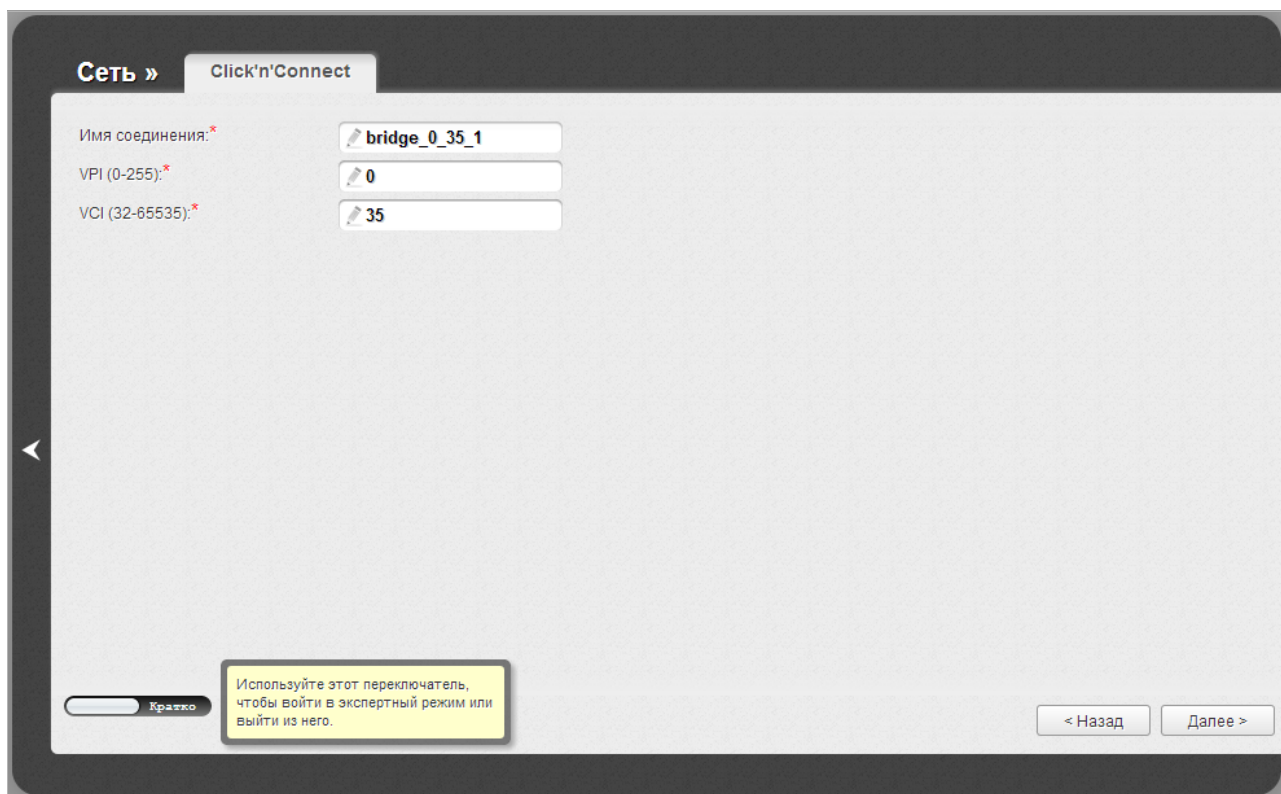 Сеть »
Click'n'Connect
Имя соединения:*
bridge_0_35_1
VPI (0-255):*
0
VCI (32-65535):*
35
Кратко
Используйте этот переключатель,
чтобы войти в экспертный режим или
выйти из него.
< Назад
Далее >